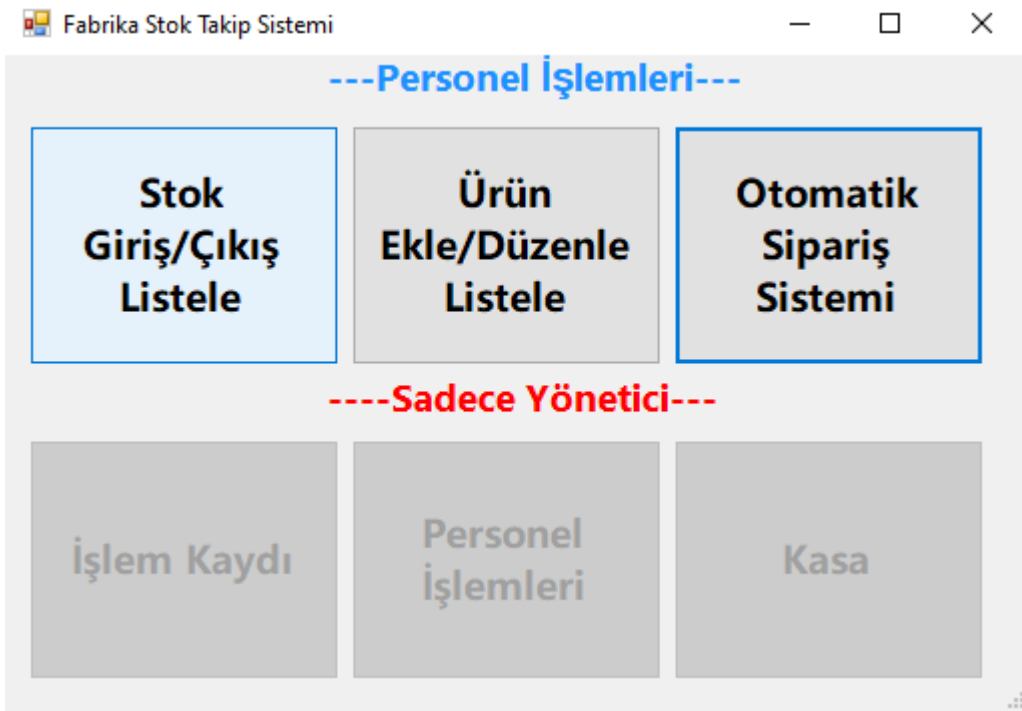 Fabrika Stok Takip Sistemi
---Personel İşlemleri---
Stok
Giriş/Çıkış
Listele
Ürün
Ekle/Düzenle
Listele
Otomatik
Sipariş
Sistemi
----Sadece Yönetici---
İşlem Kaydı
Personel
İşlemleri
Kasa